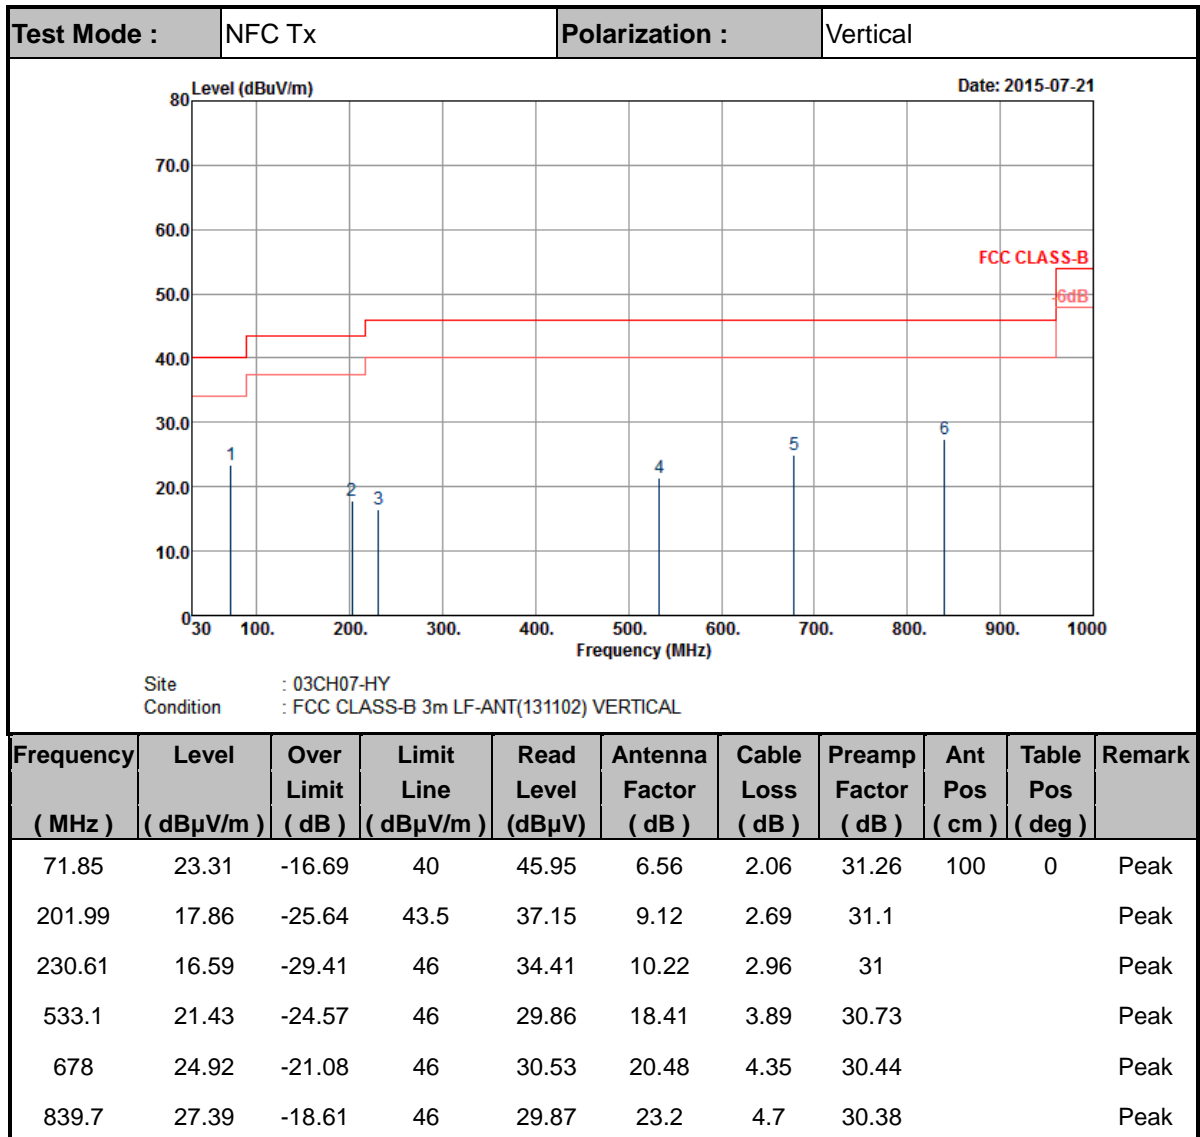 Test Mode : NFC Tx Polarization : Vertical
Level (dBuV/m) Date: 2015-07-21
80
70.0
60.0
FCC CLASS-B
50.0
-6dB
40.0
30.0
6
5
1
4
20.0
2
3
10.0
0
30 100. 200. 300. 400. 500. 600. 700. 800. 900. 1000
Frequency (MHz)
Site : 03CH07-HY
Condition : FCC CLASS-B 3m LF-ANT(131102) VERTICAL
Frequency Level Over Limit Read Antenna Cable Preamp Ant Table Remark
Limit Line Level Factor Loss Factor Pos Pos
( MHz ) ( dBµV/m ) ( dB ) ( dBµV/m ) (dBµV) ( dB ) ( dB ) ( dB ) ( cm ) ( deg )
71.85 23.31 -16.69 40 45.95 6.56 2.06 31.26 100 0 Peak
201.99 17.86 -25.64 43.5 37.15 9.12 2.69 31.1 Peak
230.61 16.59 -29.41 46 34.41 10.22 2.96 31 Peak
533.1 21.43 -24.57 46 29.86 18.41 3.89 30.73 Peak
678 24.92 -21.08 46 30.53 20.48 4.35 30.44 Peak
839.7 27.39 -18.61 46 29.87 23.2 4.7 30.38 Peak